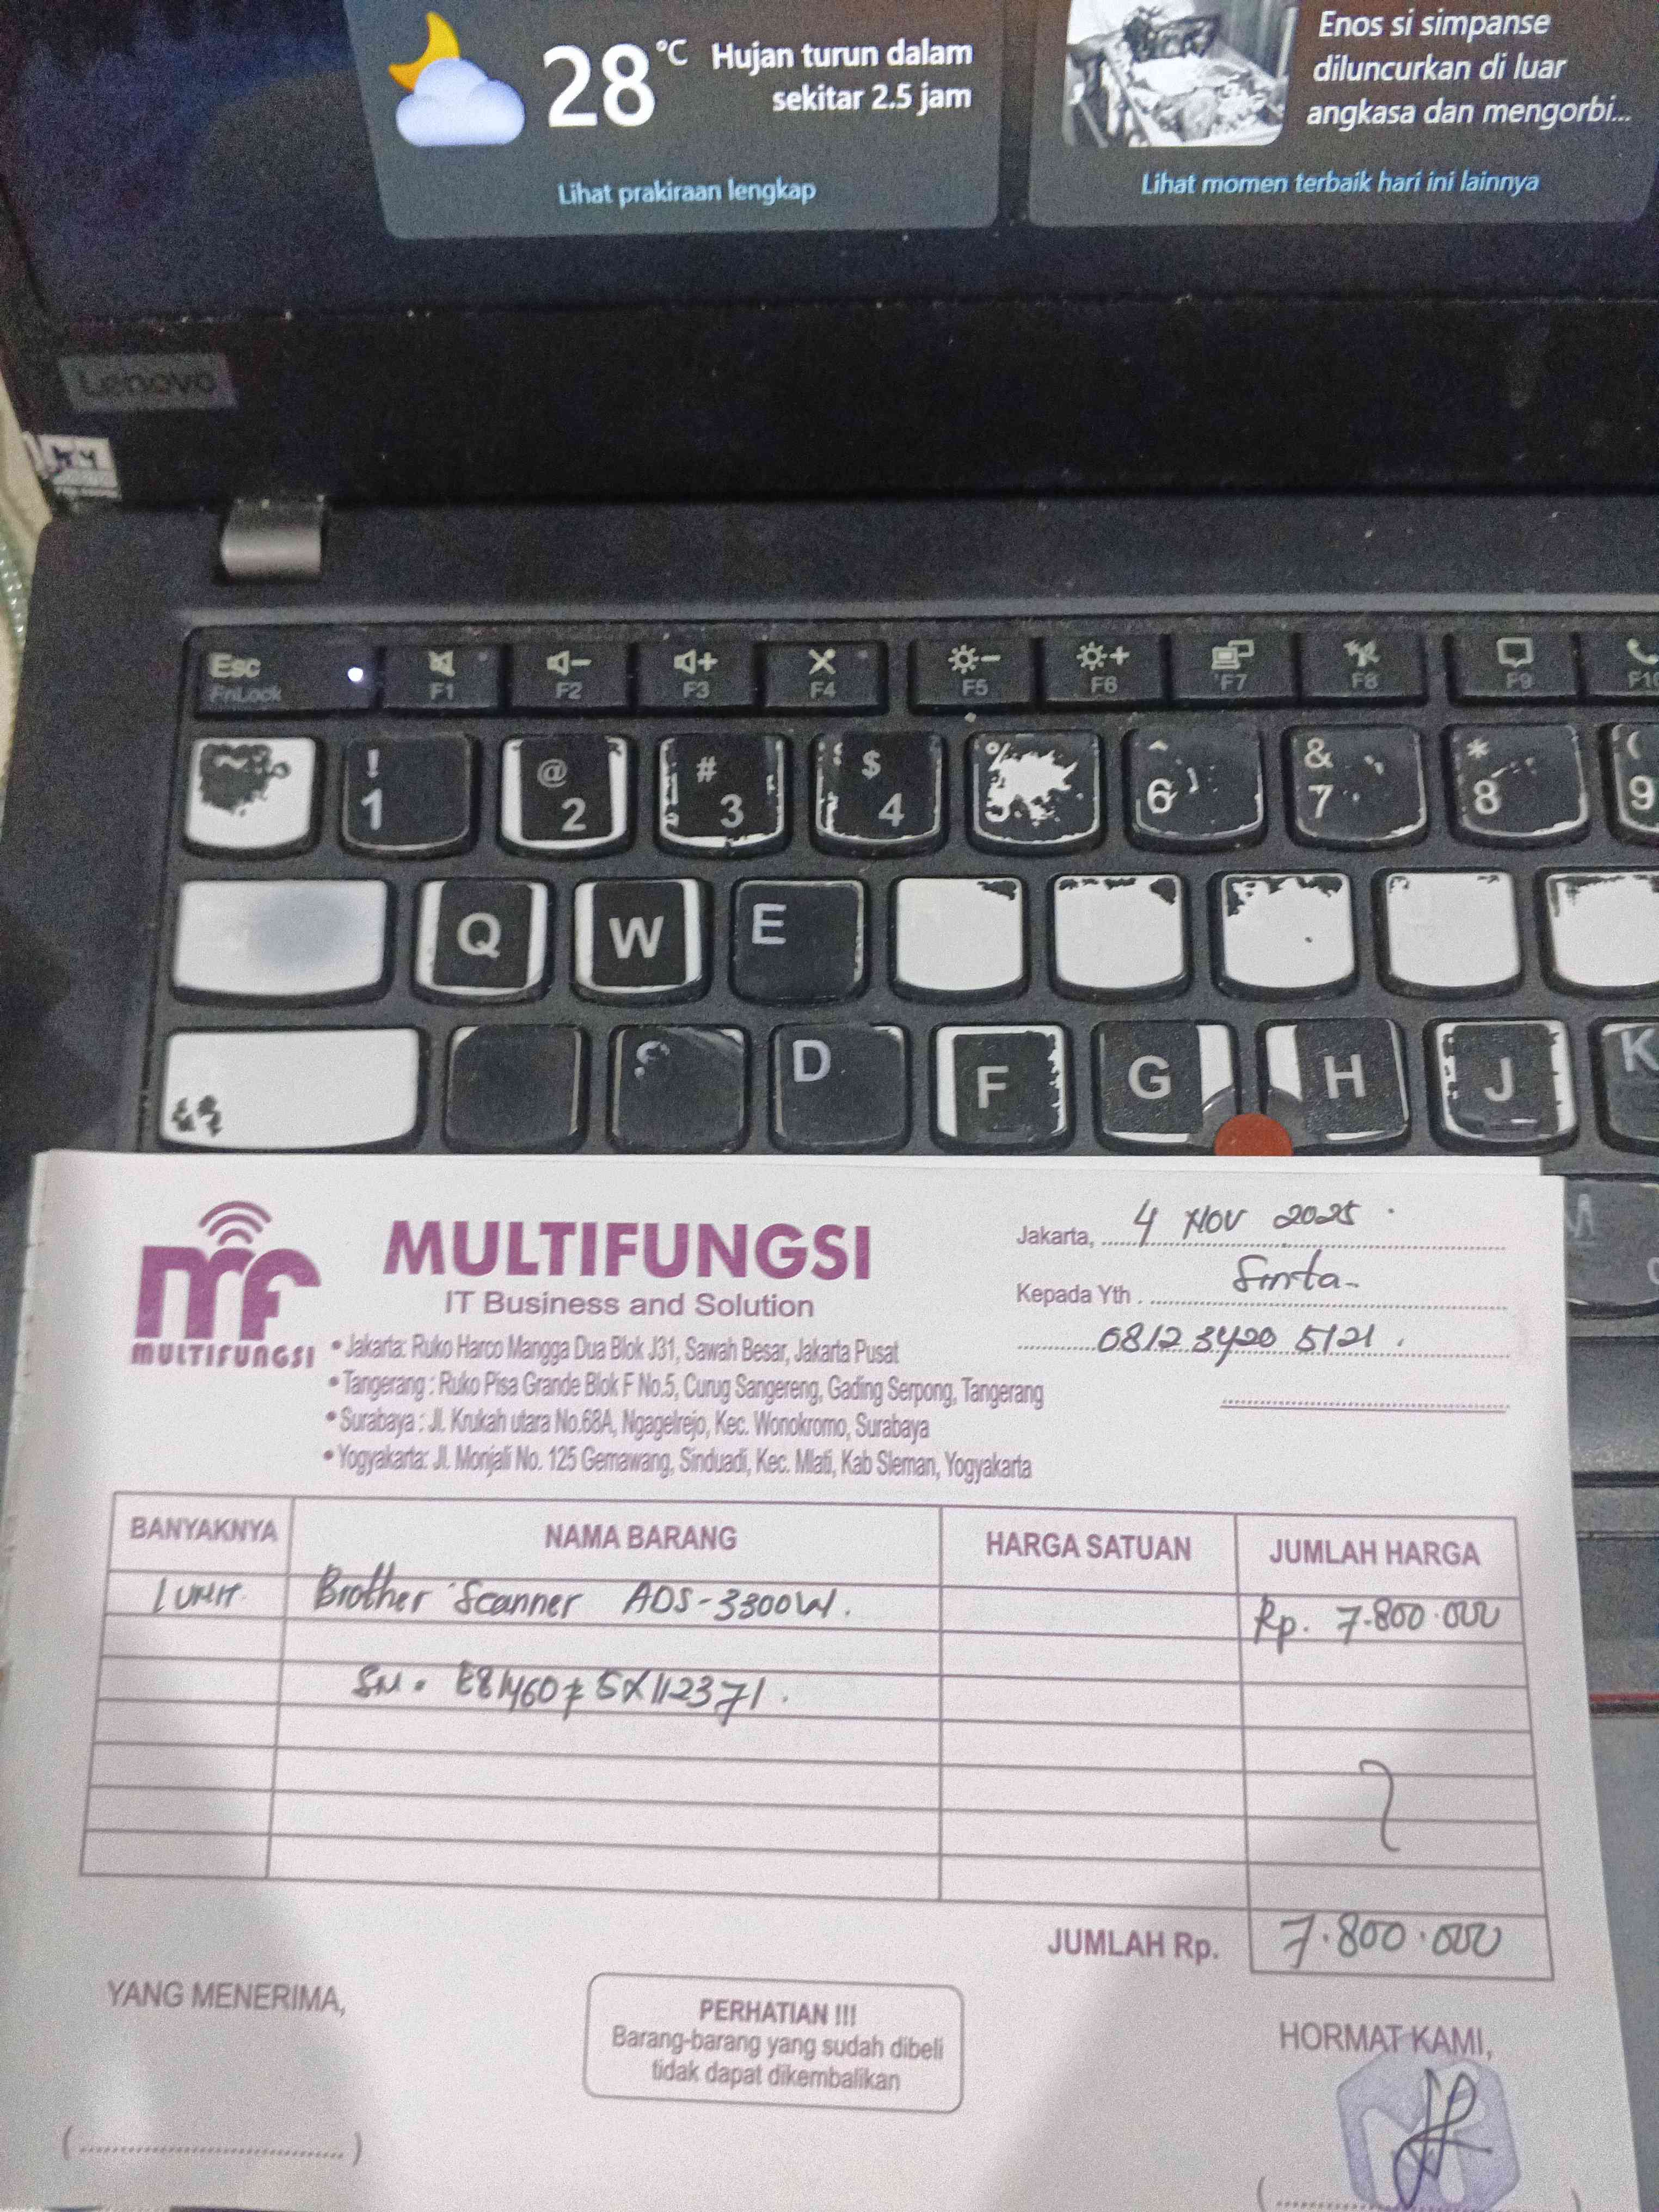 28 °C Hujan turun dalam
sekitar 2.5 jam
Lihat prakiraan lengkap
Enos si simpanse
diluncurkan di luar
angkasa dan mengorbi...
Lihat momen terbaik hari ini lainnya
Lenovo
Esc F1 F2 F3 F4 F5 F6 F7 F8 F9 F10
FnLock
! @ # $ % ^ & * (
1 2 3 4 5 6 7 8 9
Q W E
D F G H J K
M
mf
MULTIFUNGSI
MULTIFUNGSI
IT Business and Solution
• Jakarta: Ruko Harco Mangga Dua Blok J31, Sawah Besar, Jakarta Pusat
• Tangerang : Ruko Pisa Grande Blok F No.5, Curug Sangereng, Gading Serpong, Tangerang
• Surabaya : Jl. Krukah utara No.68A, Ngagelrejo, Kec. Wonokromo, Surabaya
• Yogyakarta: Jl. Monjali No. 125 Gemawang, Sinduadi, Kec. Mlati, Kab Sleman, Yogyakarta
Jakarta, 4 Nov 2025
Kepada Yth. Sinta
0812 3420 5121
BANYAKNYA NAMA BARANG HARGA SATUAN JUMLAH HARGA
1 unit Brother Scanner ADS-3300W. Rp. 7.800.000
SN.
JUMLAH Rp. 7.800.000
YANG MENERIMA,
PERHATIAN !!!
Barang-barang yang sudah dibeli
tidak dapat dikembalikan
HORMAT KAMI,